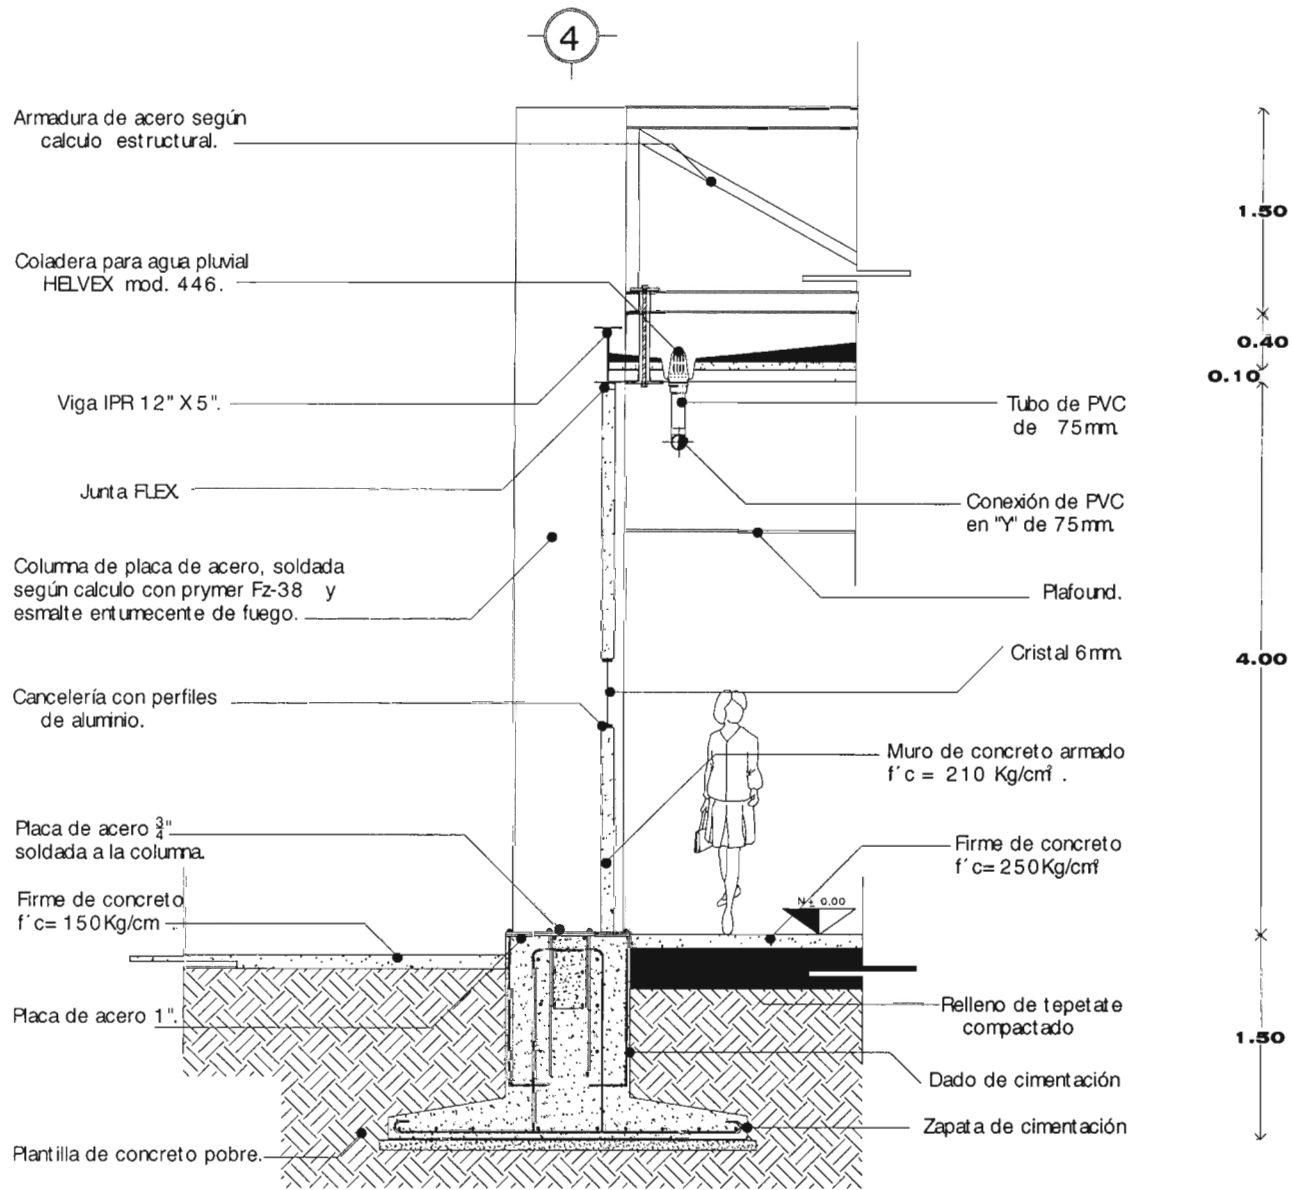 4
Armadura de acero según
calculo estructural.
1.50
Coladera para agua pluvial
HELVEX mod. 446.
0.40
0.10
Viga IPR 12" X 5".
Tubo de PVC
de 75mm.
Junta FLEX.
Conexión de PVC
en "Y" de 75mm.
Columna de placa de acero, soldada
según calculo con prymer Fz-38 y
esmalte entumecente de fuego.
Plafound.
Cristal 6mm.
4.00
Cancelería con perfiles
de aluminio.
Muro de concreto armado
f´c = 210 Kg/cm².
Placa de acero 3/4"
soldada a la columna.
Firme de concreto
f´c= 250Kg/cm²
Firme de concreto
f´c= 150Kg/cm .
N ± 0.00
Placa de acero 1".
Relleno de tepetate
compactado
1.50
Dado de cimentación
Zapata de cimentación
Plantilla de concreto pobre.